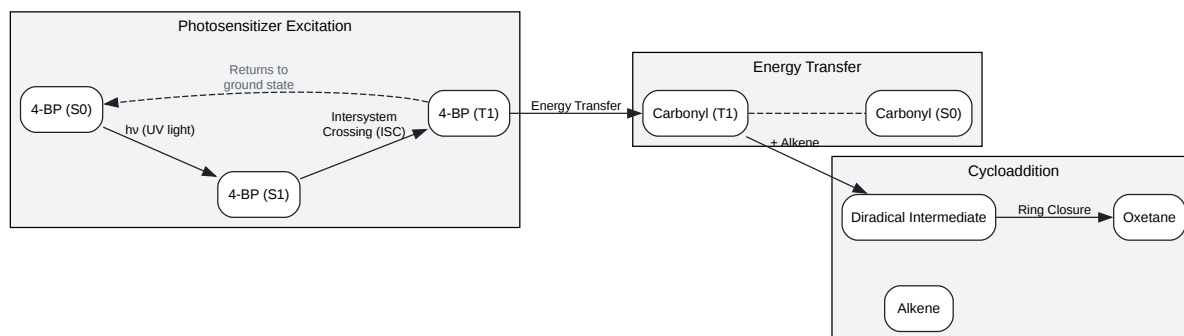 Photosensitizer Excitation
Returns to
ground state
4-BP (S0)
hν (UV light)
4-BP (S1)
Intersystem
Crossing (ISC)
4-BP (T1)
Energy Transfer
Energy Transfer
Carbonyl (T1)
Carbonyl (S0)
+ Alkene
Cycloaddition
Diradical Intermediate
Ring Closure
Oxetane
Alkene